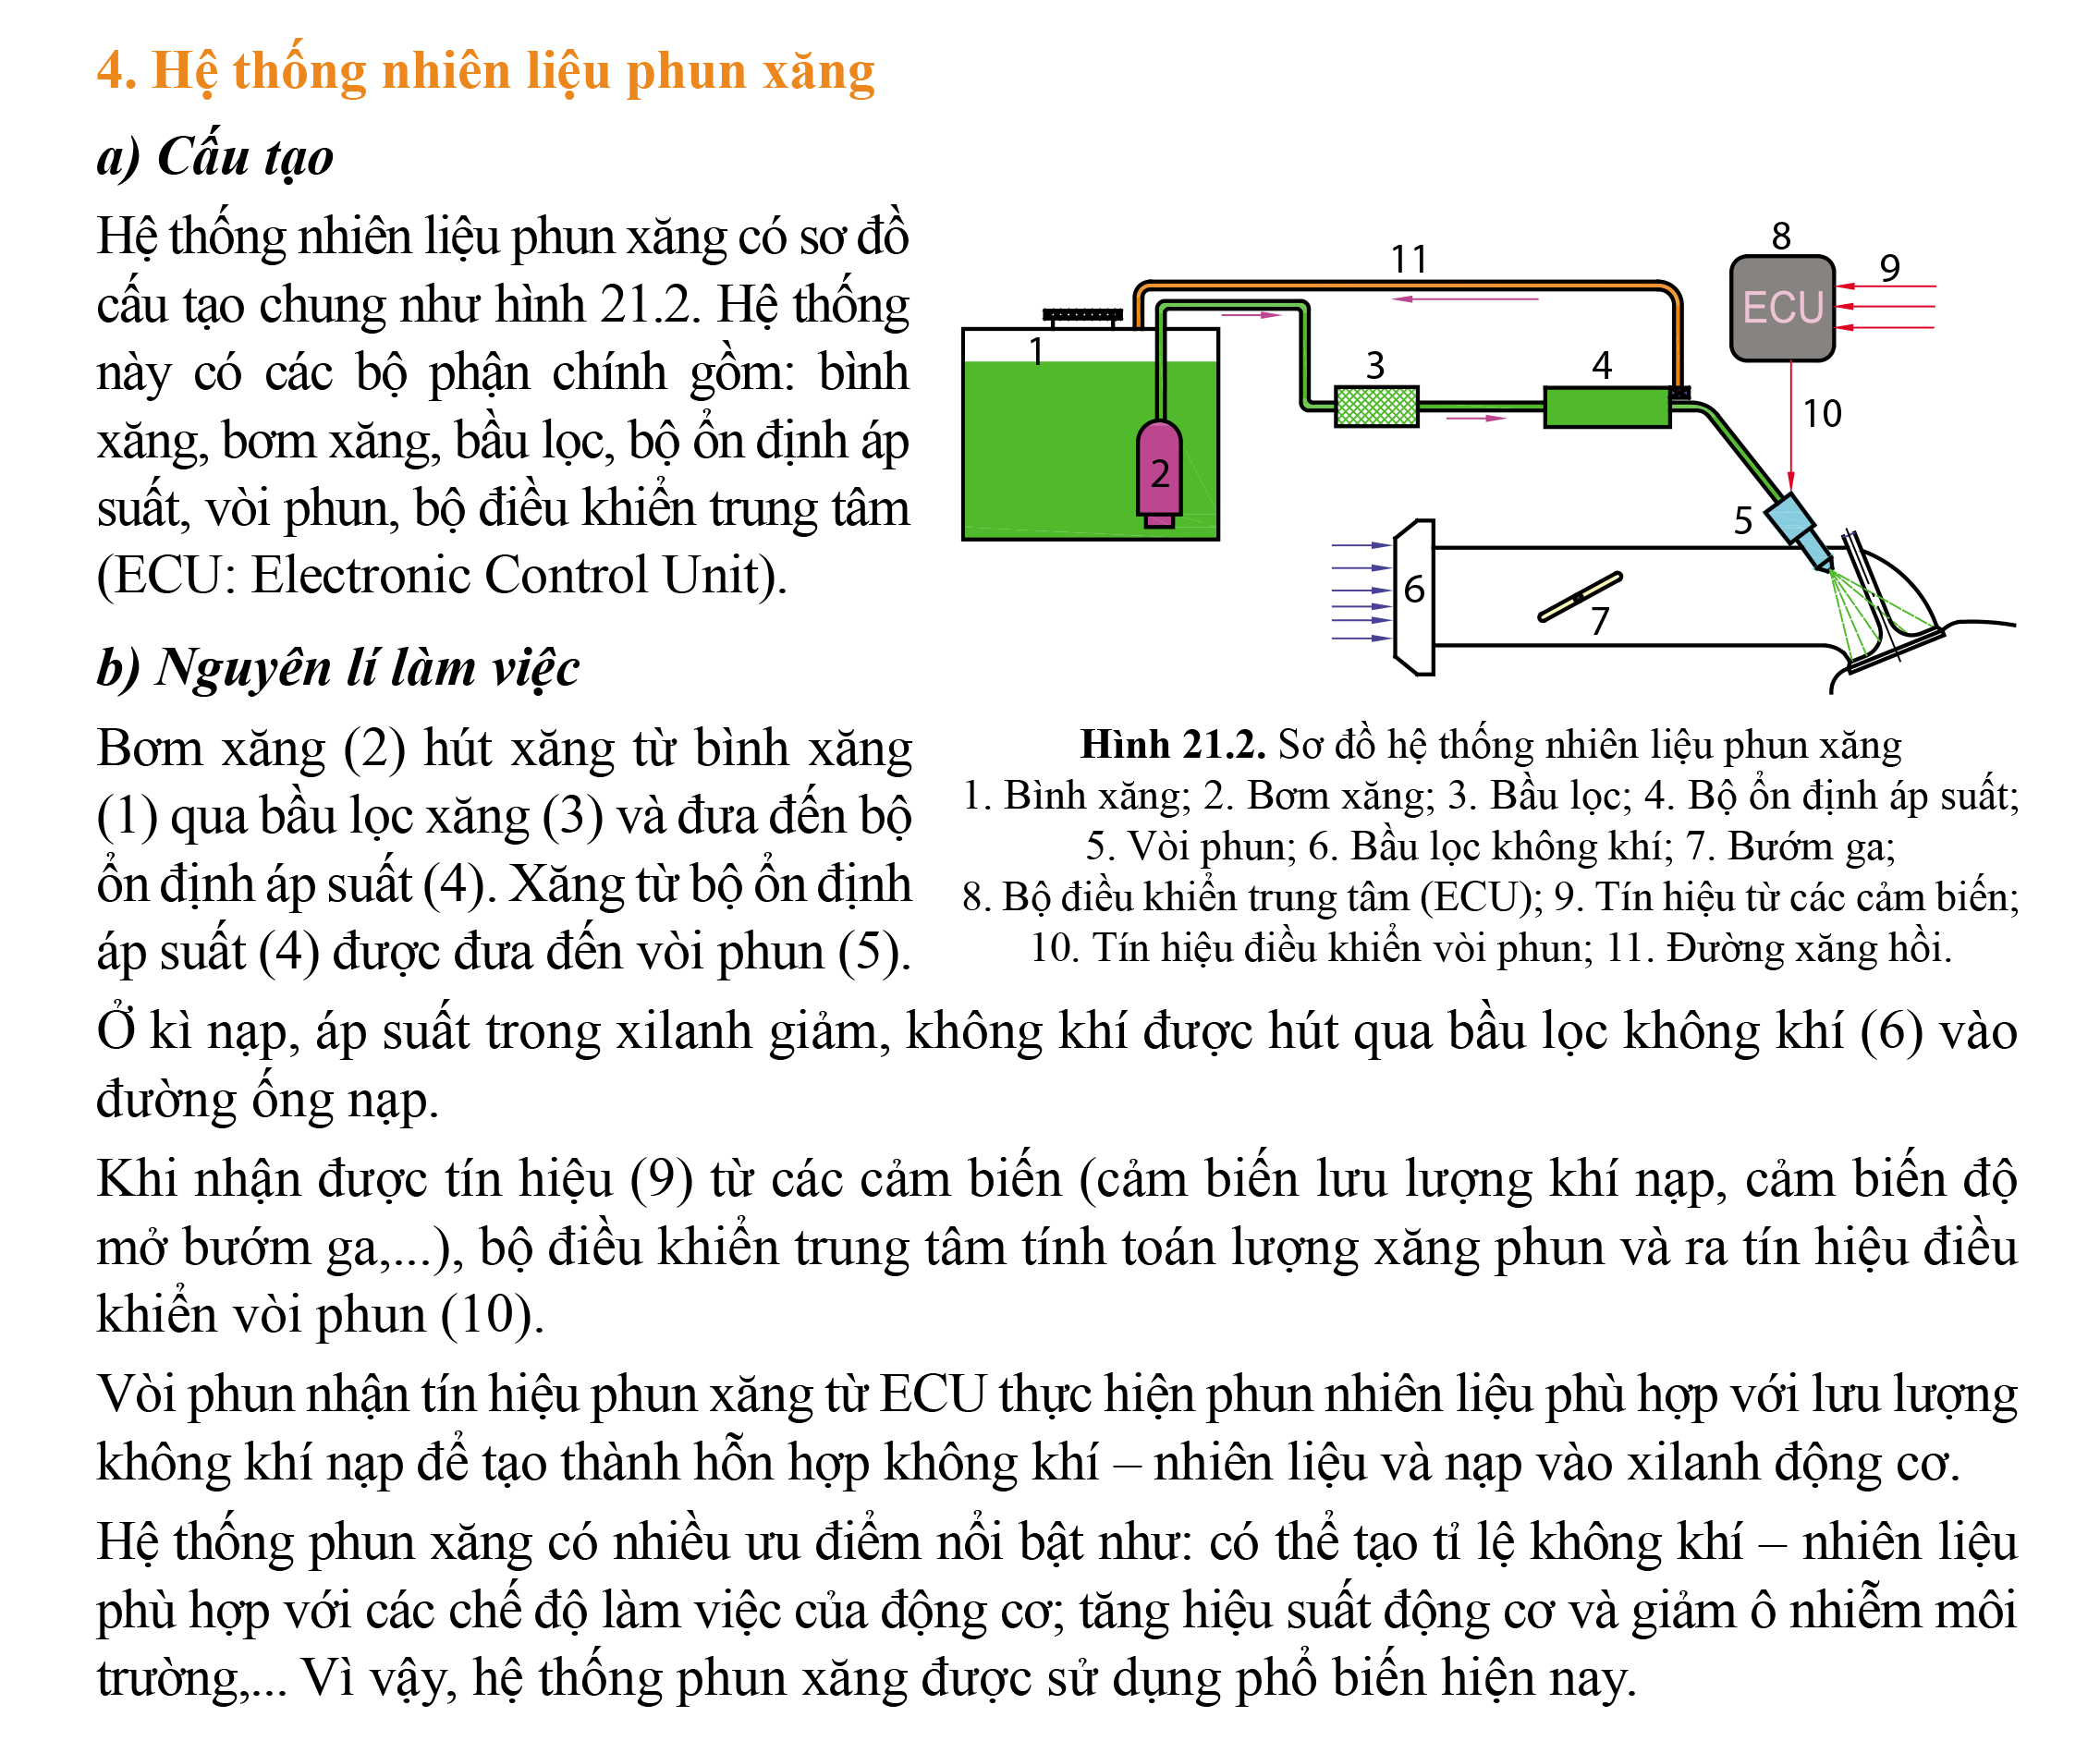 4. Hệ thống nhiên liệu phun xăng
a) Cấu tạo
Hệ thống nhiên liệu phun xăng có sơ đồ
cấu tạo chung như hình 21.2. Hệ thống
này có các bộ phận chính gồm: bình
xăng, bơm xăng, bầu lọc, bộ ổn định áp
suất, vòi phun, bộ điều khiển trung tâm
(ECU: Electronic Control Unit).
b) Nguyên lí làm việc
Bơm xăng (2) hút xăng từ bình xăng
(1) qua bầu lọc xăng (3) và đưa đến bộ
ổn định áp suất (4). Xăng từ bộ ổn định
áp suất (4) được đưa đến vòi phun (5).
8
11
9
ECU
1
3
4
10
2
5
6
7
Hình 21.2. Sơ đồ hệ thống nhiên liệu phun xăng
1. Bình xăng; 2. Bơm xăng; 3. Bầu lọc; 4. Bộ ổn định áp suất;
5. Vòi phun; 6. Bầu lọc không khí; 7. Bướm ga;
8. Bộ điều khiển trung tâm (ECU); 9. Tín hiệu từ các cảm biến;
10. Tín hiệu điều khiển vòi phun; 11. Đường xăng hồi.
Ở kì nạp, áp suất trong xilanh giảm, không khí được hút qua bầu lọc không khí (6) vào
đường ống nạp.
Khi nhận được tín hiệu (9) từ các cảm biến (cảm biến lưu lượng khí nạp, cảm biến độ
mở bướm ga,...), bộ điều khiển trung tâm tính toán lượng xăng phun và ra tín hiệu điều
khiển vòi phun (10).
Vòi phun nhận tín hiệu phun xăng từ ECU thực hiện phun nhiên liệu phù hợp với lưu lượng
không khí nạp để tạo thành hỗn hợp không khí – nhiên liệu và nạp vào xilanh động cơ.
Hệ thống phun xăng có nhiều ưu điểm nổi bật như: có thể tạo tỉ lệ không khí – nhiên liệu
phù hợp với các chế độ làm việc của động cơ; tăng hiệu suất động cơ và giảm ô nhiễm môi
trường,... Vì vậy, hệ thống phun xăng được sử dụng phổ biến hiện nay.